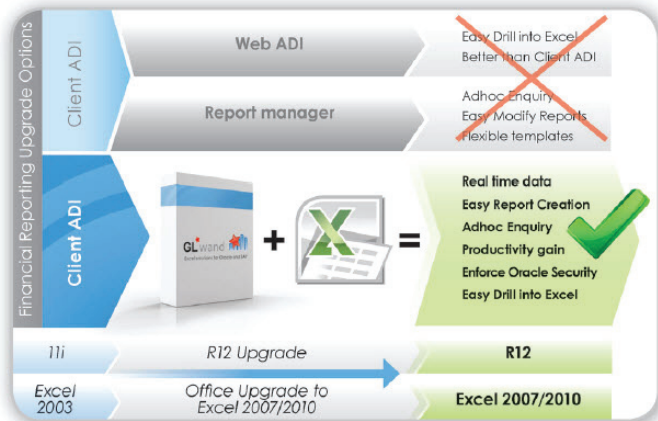 Financial Reporting Upgrade Options
Client ADI
Web ADI
Easy Drill into Excel
Better than Client ADI
Report manager
Adhoc Enquiry
Easy Modify Reports
Flexible templates
Client ADI
GLwand
+
X
=
Real time data
Easy Report Creation
Adhoc Enquiry
Productivity gain
Enforce Oracle Security
Easy Drill into Excel
11i
R12 Upgrade
R12
Excel
2003
Office Upgrade to
Excel 2007/2010
Excel 2007/2010